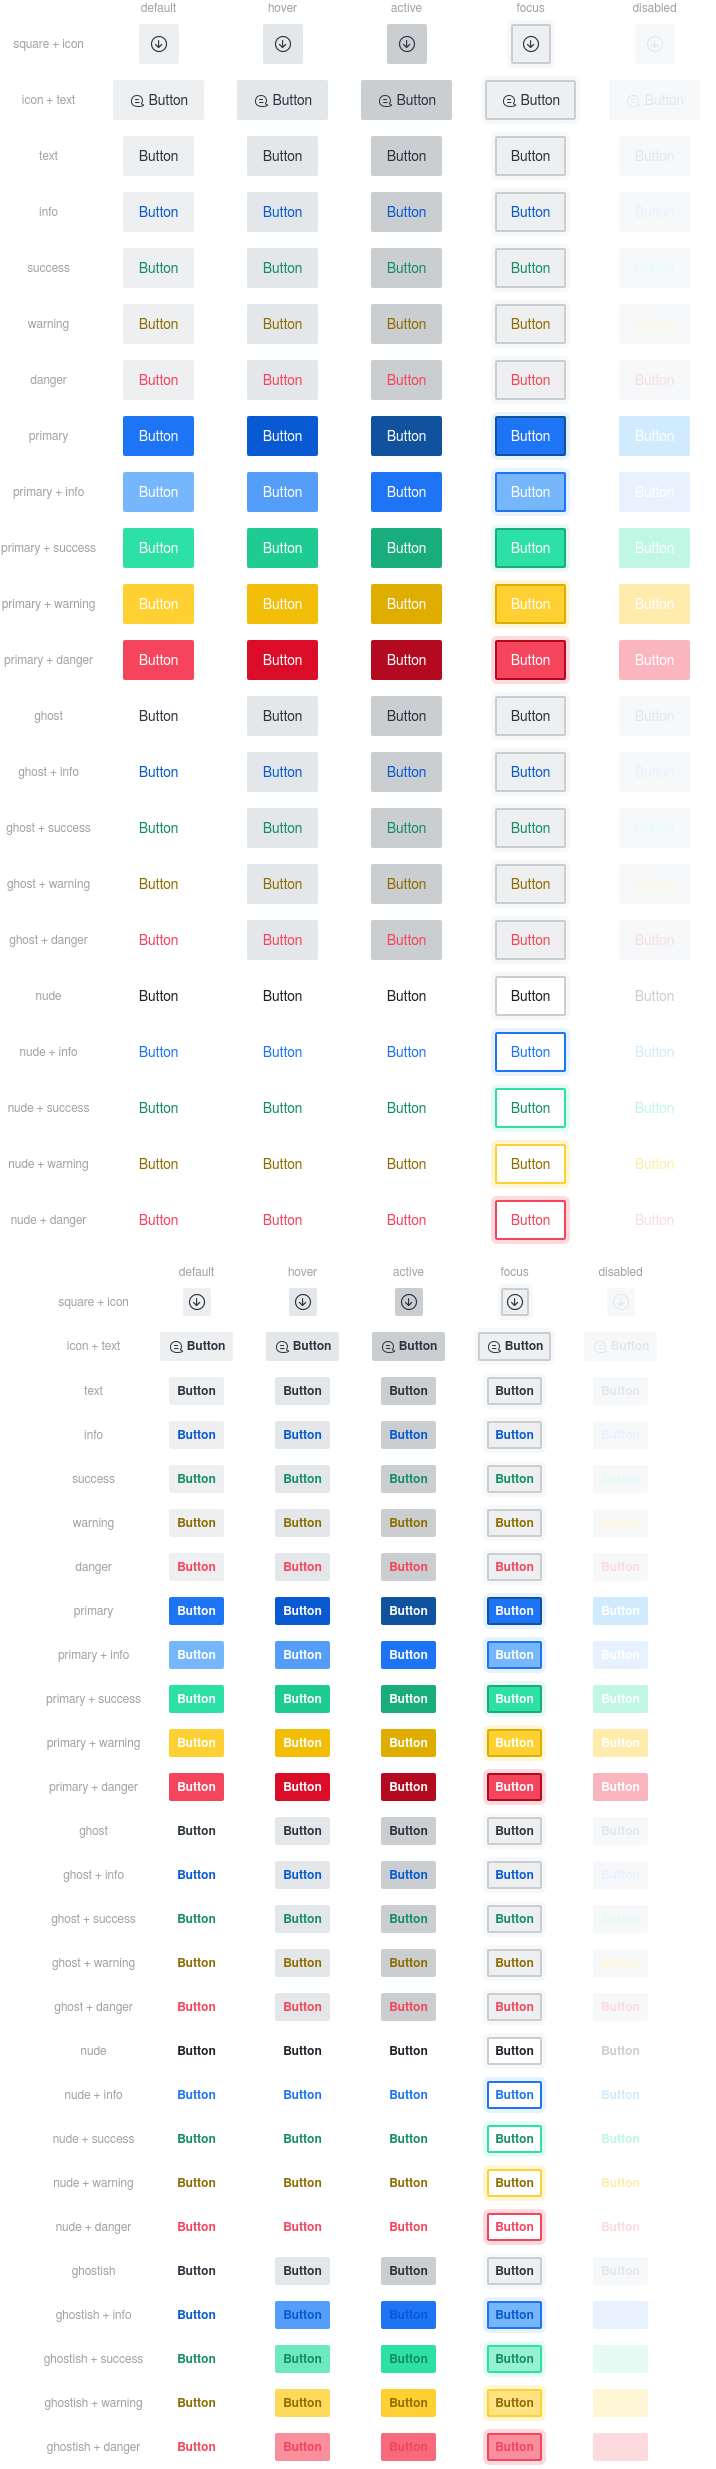 default hover active focus disabled
square + icon
icon + text Button Button Button Button Button
text Button Button Button Button Button
info Button Button Button Button Button
success Button Button Button Button Button
warning Button Button Button Button Button
danger Button Button Button Button Button
primary Button Button Button Button Button
primary + info Button Button Button Button Button
primary + success Button Button Button Button Button
primary + warning Button Button Button Button Button
primary + danger Button Button Button Button Button
ghost Button Button Button Button Button
ghost + info Button Button Button Button Button
ghost + success Button Button Button Button Button
ghost + warning Button Button Button Button Button
ghost + danger Button Button Button Button Button
nude Button Button Button Button Button
nude + info Button Button Button Button Button
nude + success Button Button Button Button Button
nude + warning Button Button Button Button Button
nude + danger Button Button Button Button Button
default hover active focus disabled
square + icon
icon + text Button Button Button Button Button
text Button Button Button Button Button
info Button Button Button Button Button
success Button Button Button Button Button
warning Button Button Button Button Button
danger Button Button Button Button Button
primary Button Button Button Button Button
primary + info Button Button Button Button Button
primary + success Button Button Button Button Button
primary + warning Button Button Button Button Button
primary + danger Button Button Button Button Button
ghost Button Button Button Button Button
ghost + info Button Button Button Button Button
ghost + success Button Button Button Button Button
ghost + warning Button Button Button Button Button
ghost + danger Button Button Button Button Button
nude Button Button Button Button Button
nude + info Button Button Button Button Button
nude + success Button Button Button Button Button
nude + warning Button Button Button Button Button
nude + danger Button Button Button Button Button
ghostish Button Button Button Button Button
ghostish + info Button Button Button Button
ghostish + success Button Button Button Button
ghostish + warning Button Button Button Button
ghostish + danger Button Button Button Button